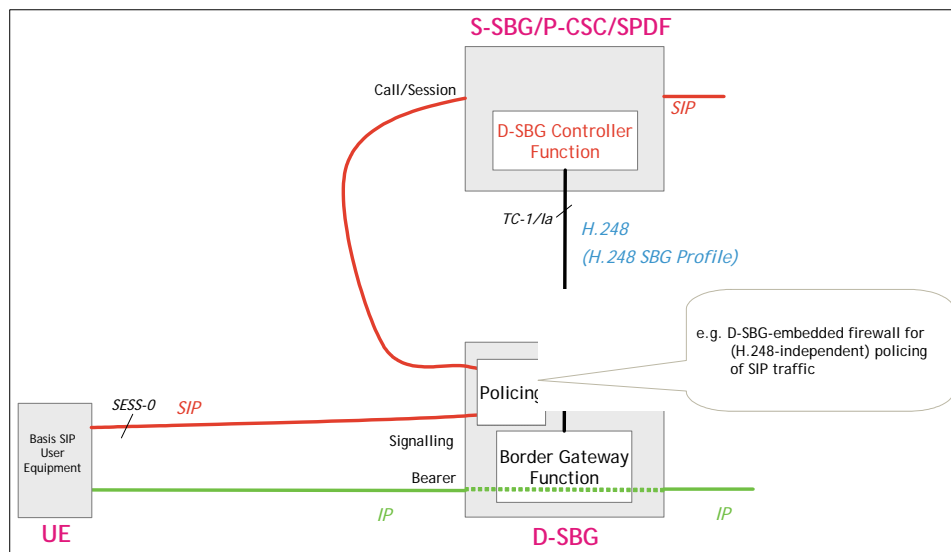 S-SBG/P-CSC/SPDF
Call/Session
SIP
D-SBG Controller
Function
TC-1/Ia
H.248
(H.248 SBG Profile)
e.g. D-SBG-embedded firewall for
(H.248-independent) policing
of SIP traffic
Policing
SESS-0
SIP
Basis SIP
User
Equipment
Signalling
Border Gateway
Function
Bearer
IP
IP
UE
D-SBG